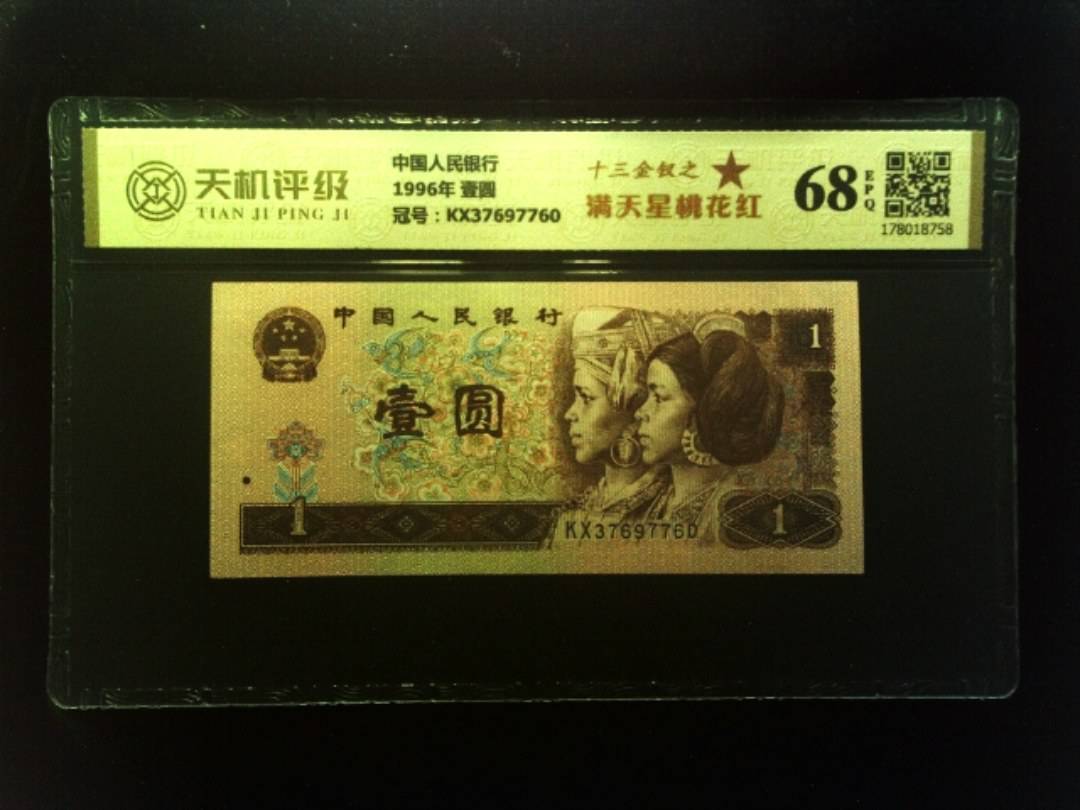 天机评级
TIAN JI PING JI
中国人民银行
1996年 壹圆
冠号：KX37697760
十三金钗之
满天星桃花红
68
EPQ
178018758
中国人民银行
壹圆
1
1
1
KX37697760